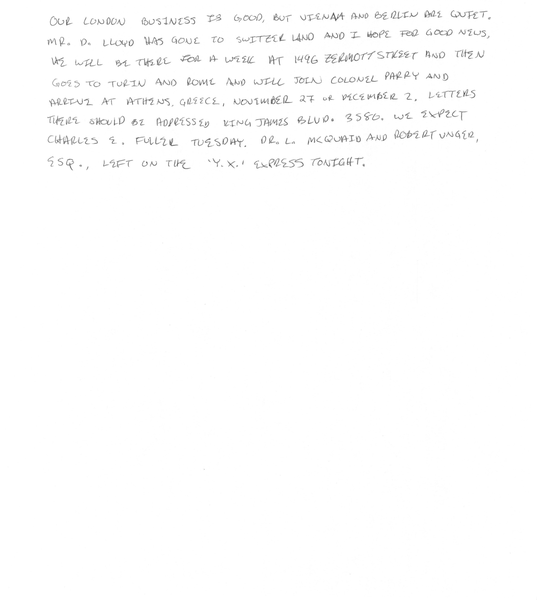 OUR LONDON BUSINESS IS GOOD, BUT VIENNA AND BERLIN ARE QUIET.
MR. D. LLOYD HAS GONE TO SWITZERLAND AND I HOPE FOR GOOD NEWS,
HE WILL BE THERE FOR A WEEK AT 1496 ZERMOTT STREET AND THEN
GOES TO TURIN AND ROME AND WILL JOIN COLONEL PARRY AND
ARRIVE AT ATHENS, GREECE, NOVEMBER 27 OR DECEMBER 2. LETTERS
THERE SHOULD BE ADDRESSED KING JAMES BLVD. 3580. WE EXPECT
CHARLES E. FULLER TUESDAY. DR. L. MCQUAID AND ROBERT UNGER,
ESQ., LEFT ON THE 'Y.X.' EXPRESS TONIGHT.